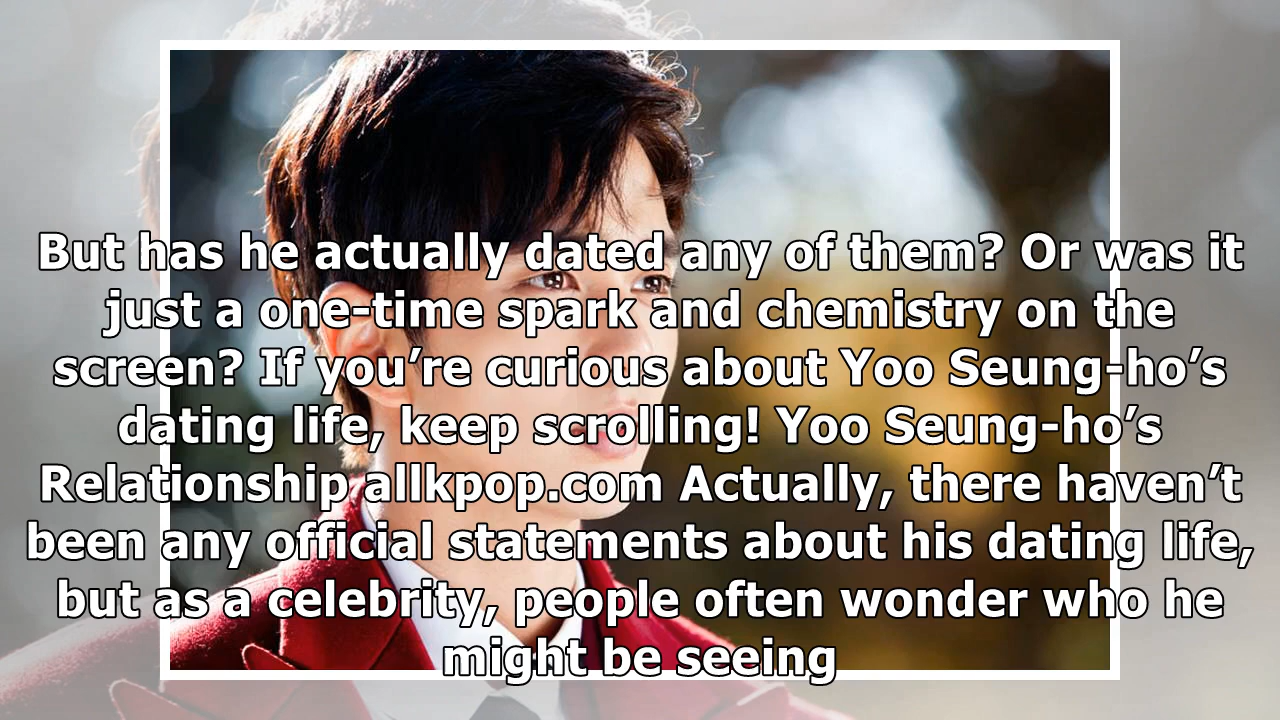 But has he actually dated any of them? Or was it
just a one-time spark and chemistry on the
screen? If you’re curious about Yoo Seung-ho’s
dating life, keep scrolling! Yoo Seung-ho’s
Relationship allkpop.com Actually, there haven’t
been any official statements about his dating life,
but as a celebrity, people often wonder who he
might be seeing